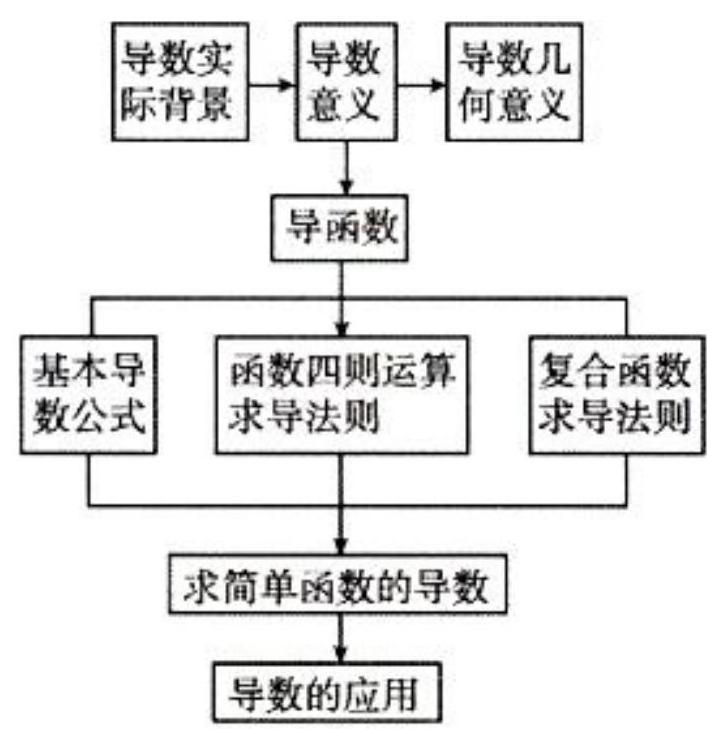 导数实
际背景
导数
意义
导数几
何意义
导函数
基本导
数公式
函数四则运算
求导法则
复合函数
求导法则
求简单函数的导数
导数的应用